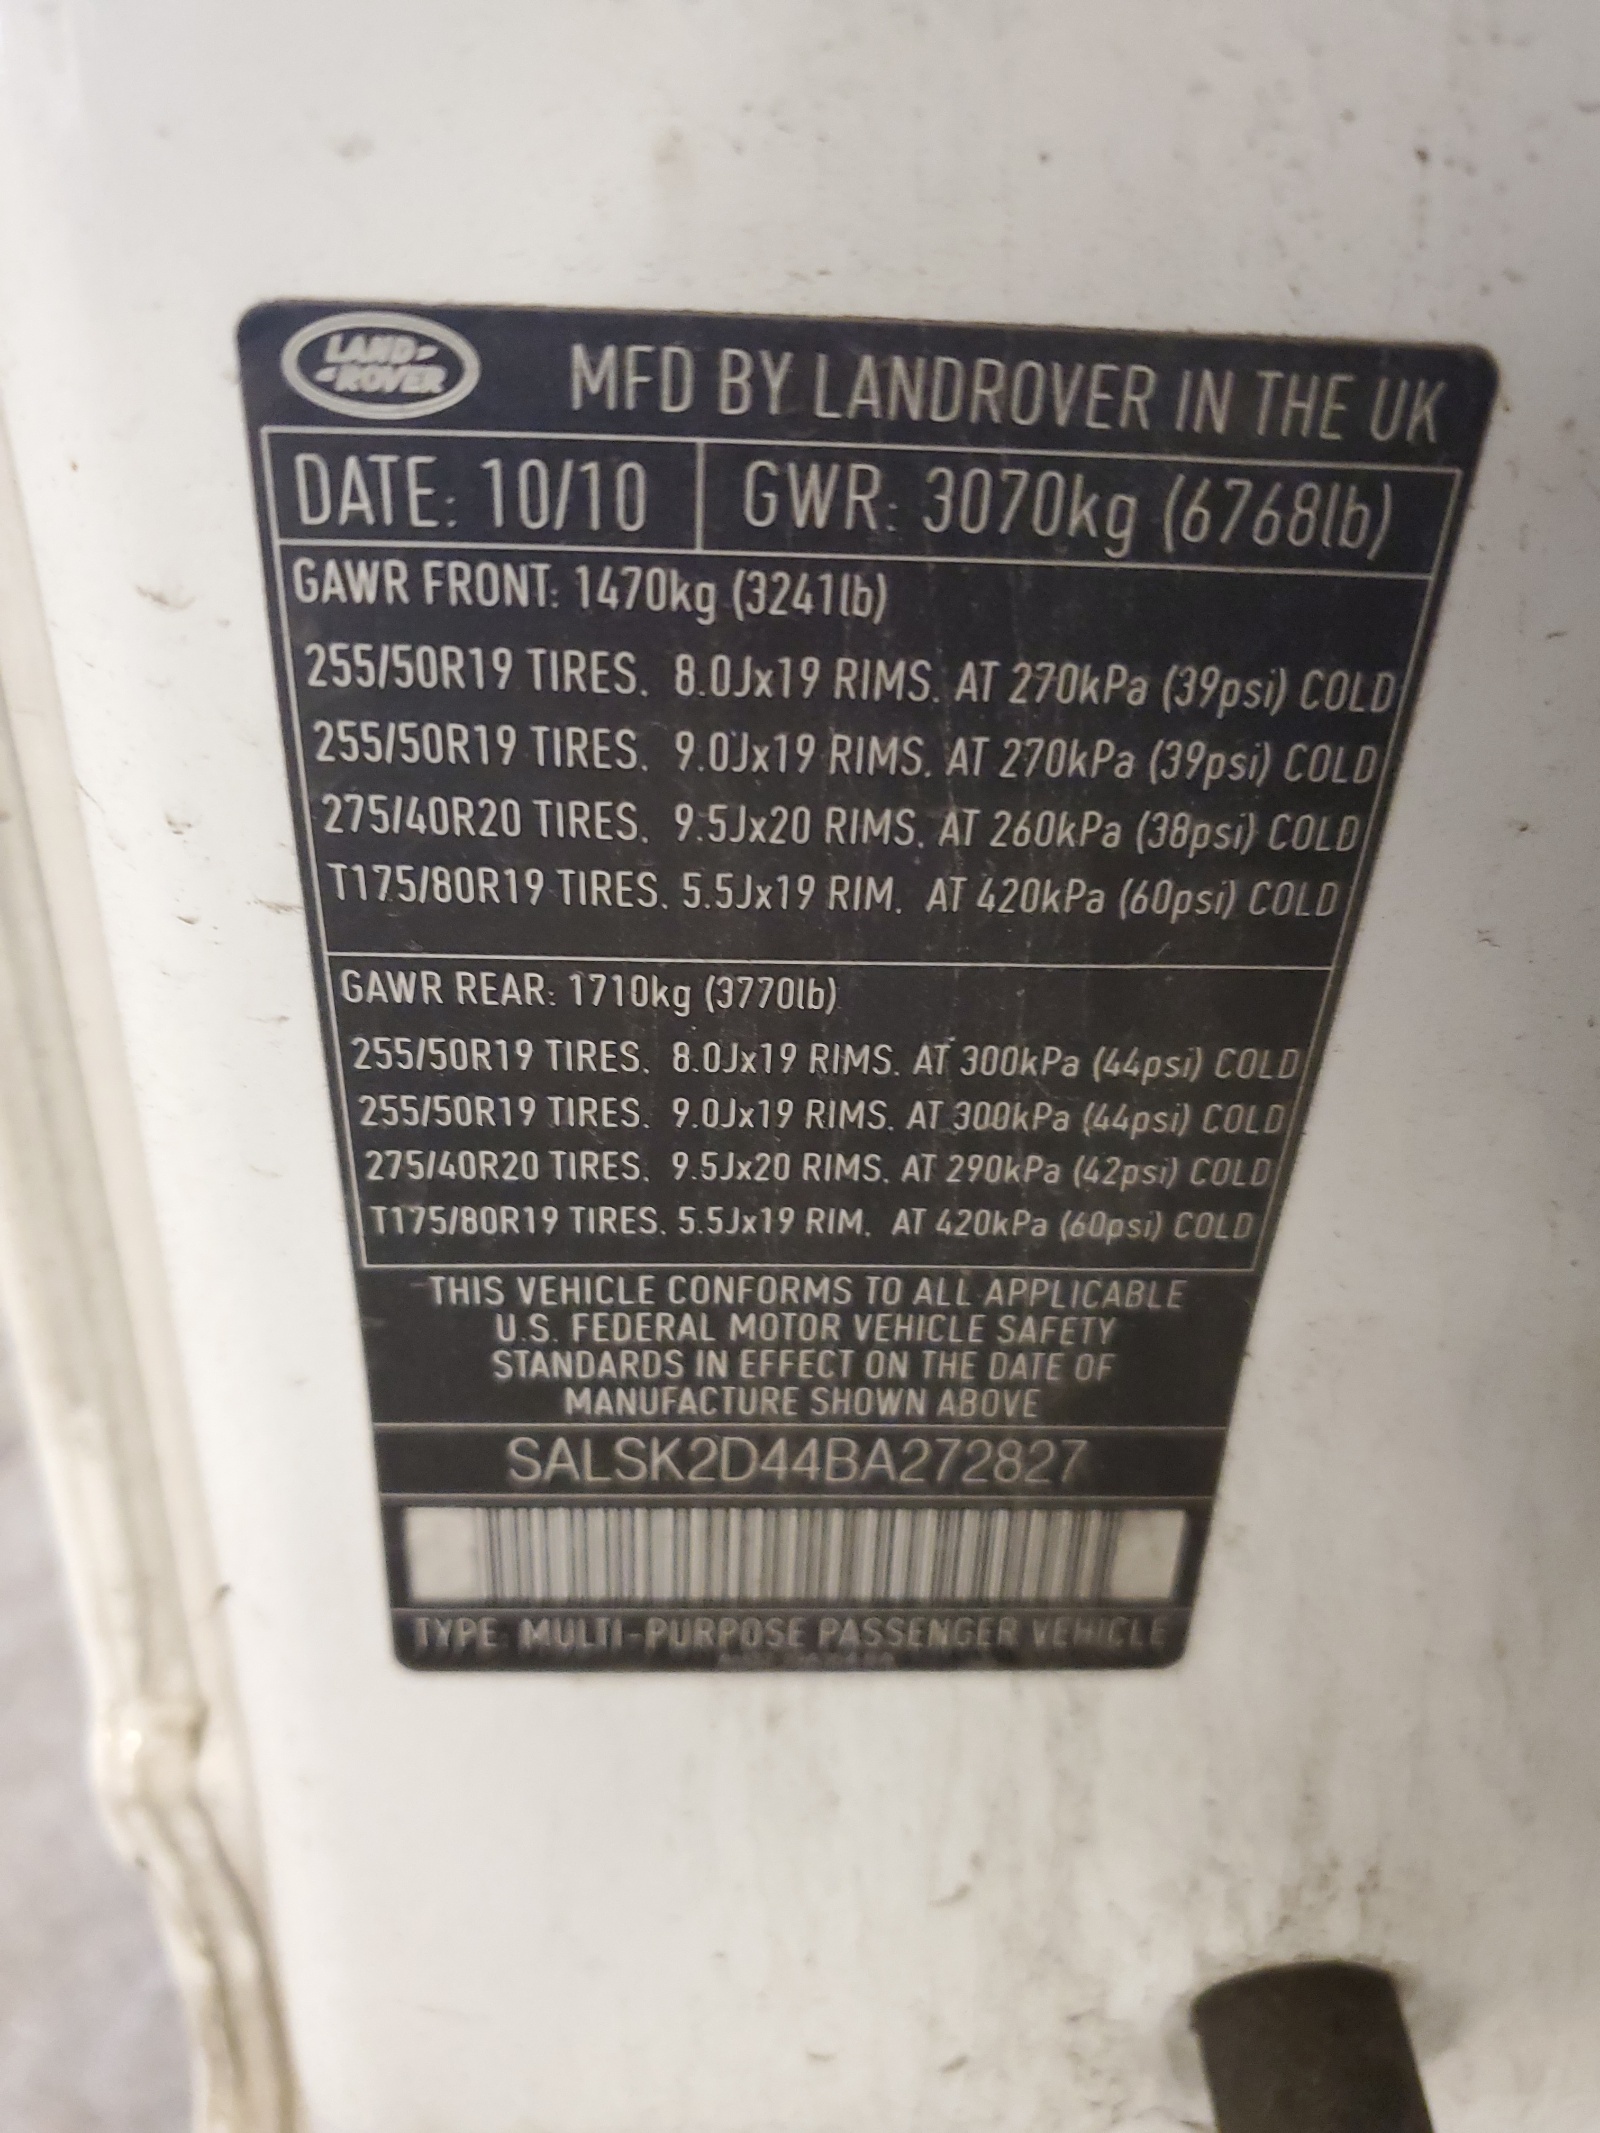 LAND-
-ROVER
MFD BY LANDROVER IN THE UK
DATE: 10/10 GWR: 3070kg (6768lb)
GAWR FRONT: 1470kg (3241lb)
255/50R19 TIRES. 8.0Jx19 RIMS. AT 270kPa (39psi) COLD
255/50R19 TIRES. 9.0Jx19 RIMS. AT 270kPa (39psi) COLD
275/40R20 TIRES. 9.5Jx20 RIMS. AT 260kPa (38psi) COLD
T175/80R19 TIRES. 5.5Jx19 RIM. AT 420kPa (60psi) COLD
GAWR REAR: 1710kg (3770lb)
255/50R19 TIRES. 8.0Jx19 RIMS. AT 300kPa (44psi) COLD
255/50R19 TIRES. 9.0Jx19 RIMS. AT 300kPa (44psi) COLD
275/40R20 TIRES. 9.5Jx20 RIMS. AT 290kPa (42psi) COLD
T175/80R19 TIRES. 5.5Jx19 RIM. AT 420kPa (60psi) COLD
THIS VEHICLE CONFORMS TO ALL APPLICABLE
U.S. FEDERAL MOTOR VEHICLE SAFETY
STANDARDS IN EFFECT ON THE DATE OF
MANUFACTURE SHOWN ABOVE
SALSK2D44BA272827
TYPE: MULTI-PURPOSE PASSENGER VEHICLE